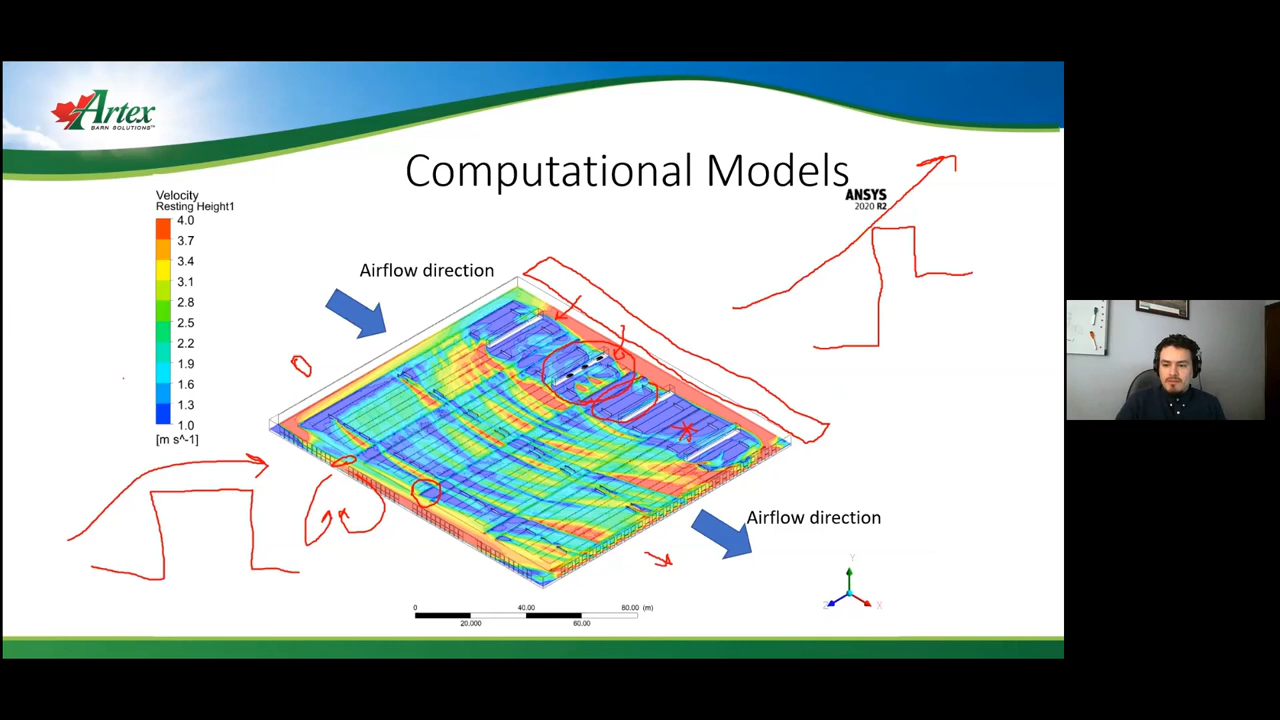 Artex
BARN SOLUTIONS™
Computational Models
ANSYS
2020 R2
Velocity
Resting Height1
4.0
3.7
3.4
3.1
2.8
2.5
2.2
1.9
1.6
1.3
1.0
[m s^-1]
Airflow direction
Airflow direction
0
40.00
80.00 (m)
20.000
60.00
Y
Z
X